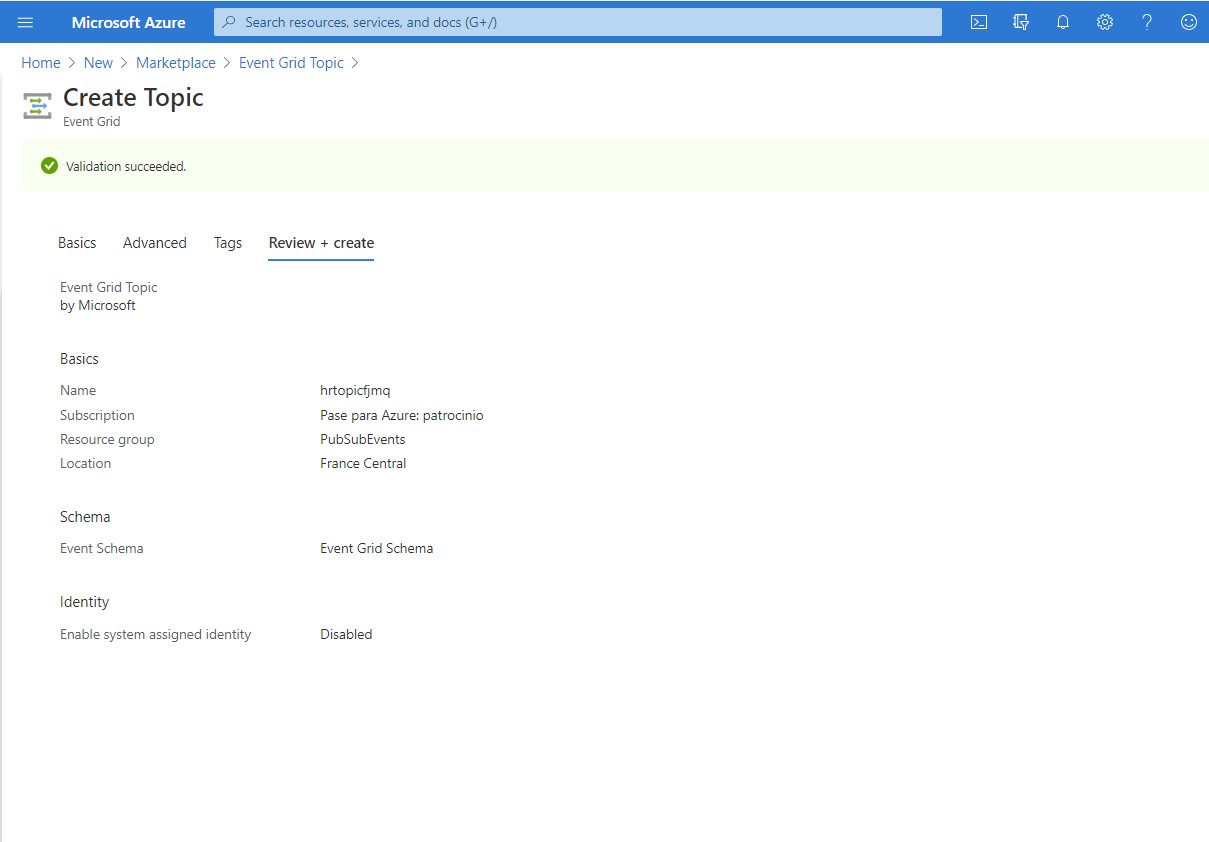 Microsoft Azure
Search resources, services, and docs (G+/)
Home > New > Marketplace > Event Grid Topic >
Create Topic
Event Grid
Validation succeeded.
Basics Advanced Tags Review + create
Event Grid Topic
by Microsoft
Basics
Name hrtopicfjmq
Subscription Pase para Azure: patrocinio
Resource group PubSubEvents
Location France Central
Schema
Event Schema Event Grid Schema
Identity
Enable system assigned identity Disabled